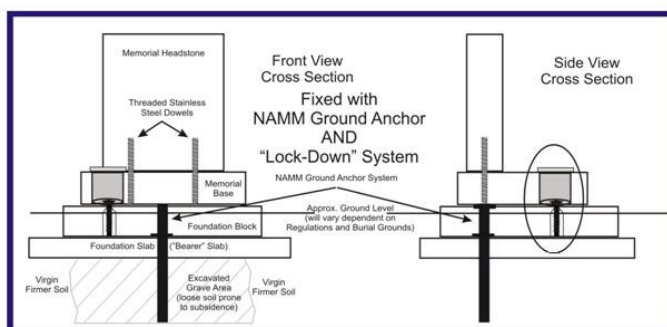 Memorial Headstone
Front View
Cross Section
Side View
Cross Section
Threaded Stainless
Steel Dowels
Fixed with
NAMM Ground Anchor
AND
“Lock-Down” System
NAMM Ground Anchor System
Memorial
Base
Approx. Ground Level
(will vary dependent on
Regulations and Burial Grounds)
Foundation Block
Foundation Slab ("Bearer" Slab)
Virgin
Firmer Soil
Excavated
Grave Area
(loose soil prone
to subsidence)
Virgin
Firmer Soil